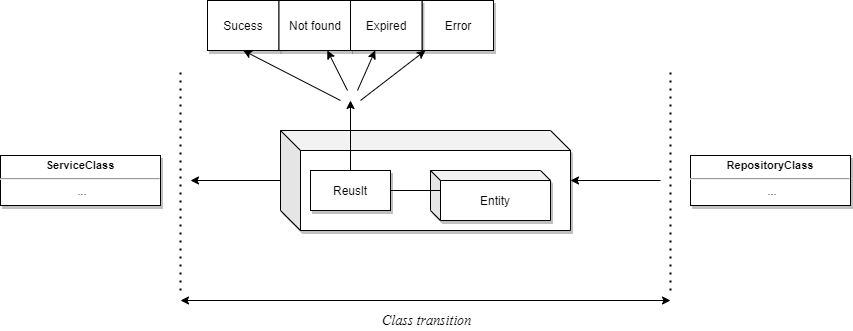 Sucess
Not found
Expired
Error
ServiceClass
...
RepositoryClass
...
Reuslt
Entity
Class transition